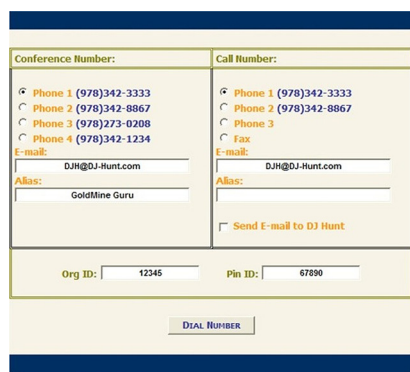 Conference Number:
Phone 1 (978)342-3333
Phone 2 (978)342-8867
Phone 3 (978)273-0208
Phone 4 (978)342-1234
E-mail:
DJH@DJ-Hunt.com
Alias:
GoldMine Guru
Call Number:
Phone 1 (978)342-3333
Phone 2 (978)342-8867
Phone 3
Fax
E-mail:
DJH@DJ-Hunt.com
Alias:
Send E-mail to DJ Hunt
Org ID: 12345
Pin ID: 67890
DIAL NUMBER